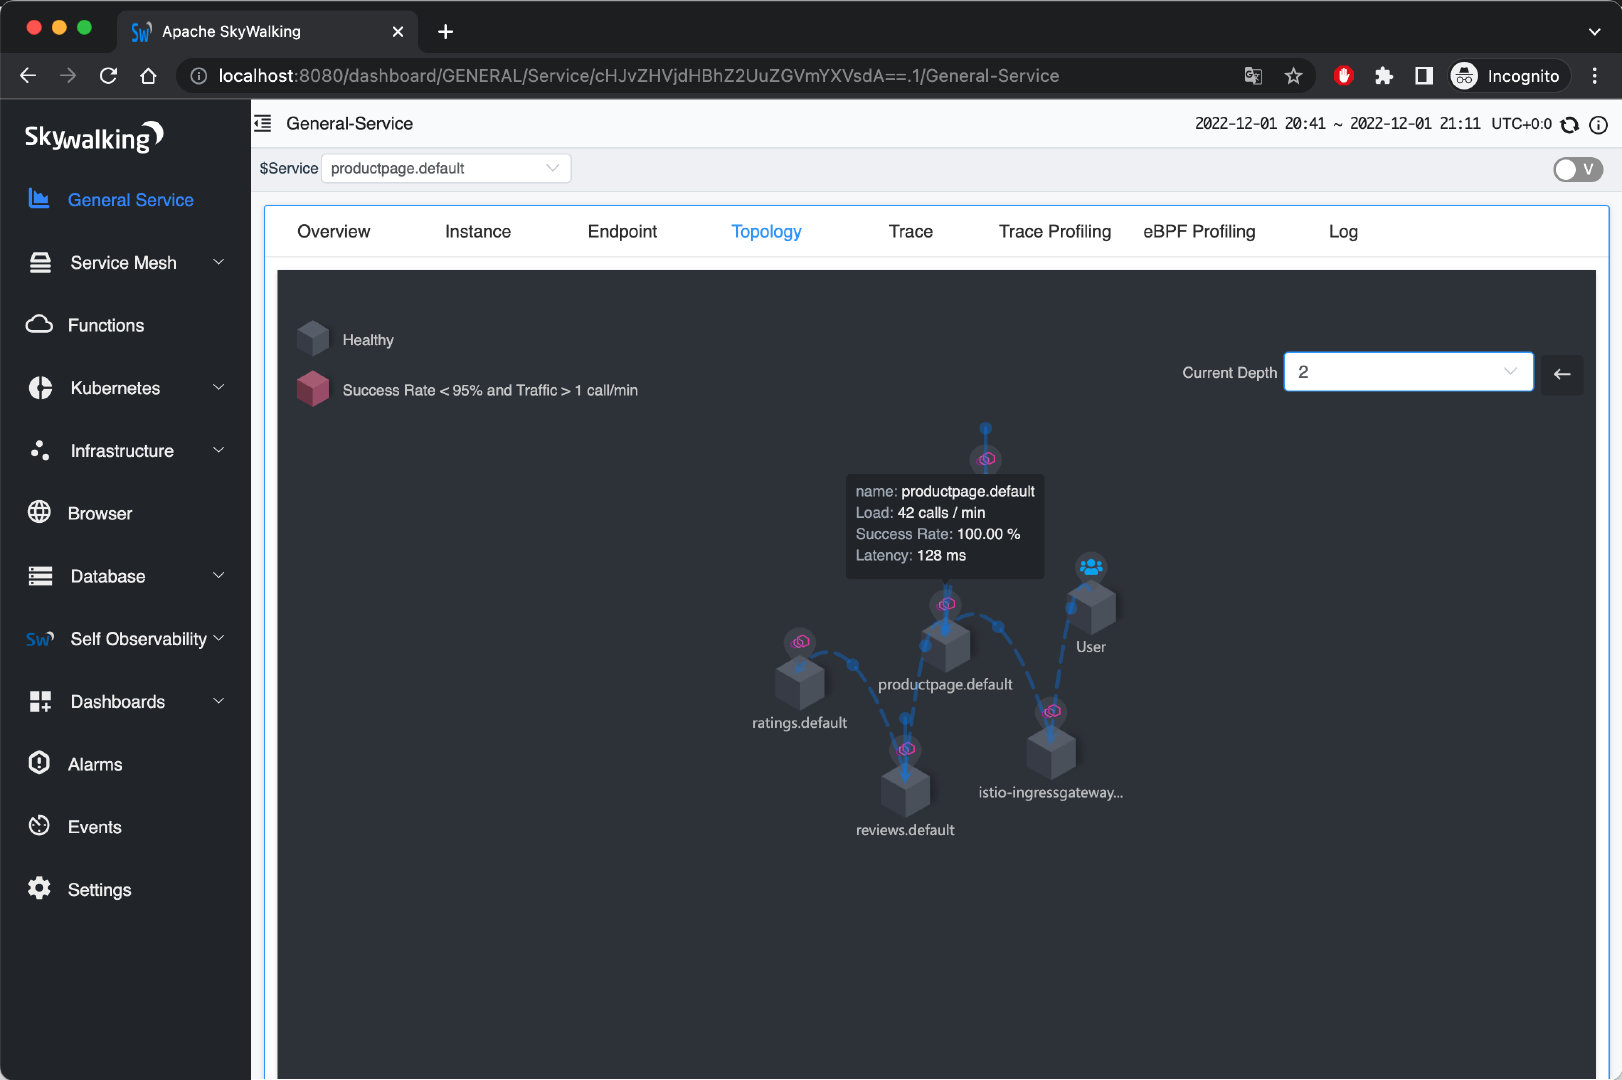 Apache SkyWalking
localhost:8080/dashboard/GENERAL/Service/cHJvZHVjdHBhZ2UuZGVmYXVsdA==.1/General-Service
Incognito
Skywalking
General-Service
2022-12-01 20:41 ~ 2022-12-01 21:11 UTC+0:0
$Service productpage.default
V
General Service
Service Mesh
Functions
Kubernetes
Infrastructure
Browser
Database
Self Observability
Dashboards
Alarms
Events
Settings
Overview Instance Endpoint Topology Trace Trace Profiling eBPF Profiling Log
Healthy
Success Rate < 95% and Traffic > 1 call/min
Current Depth 2
name: productpage.default
Load: 42 calls / min
Success Rate: 100.00 %
Latency: 128 ms
User
productpage.default
ratings.default
istio-ingressgateway...
reviews.default